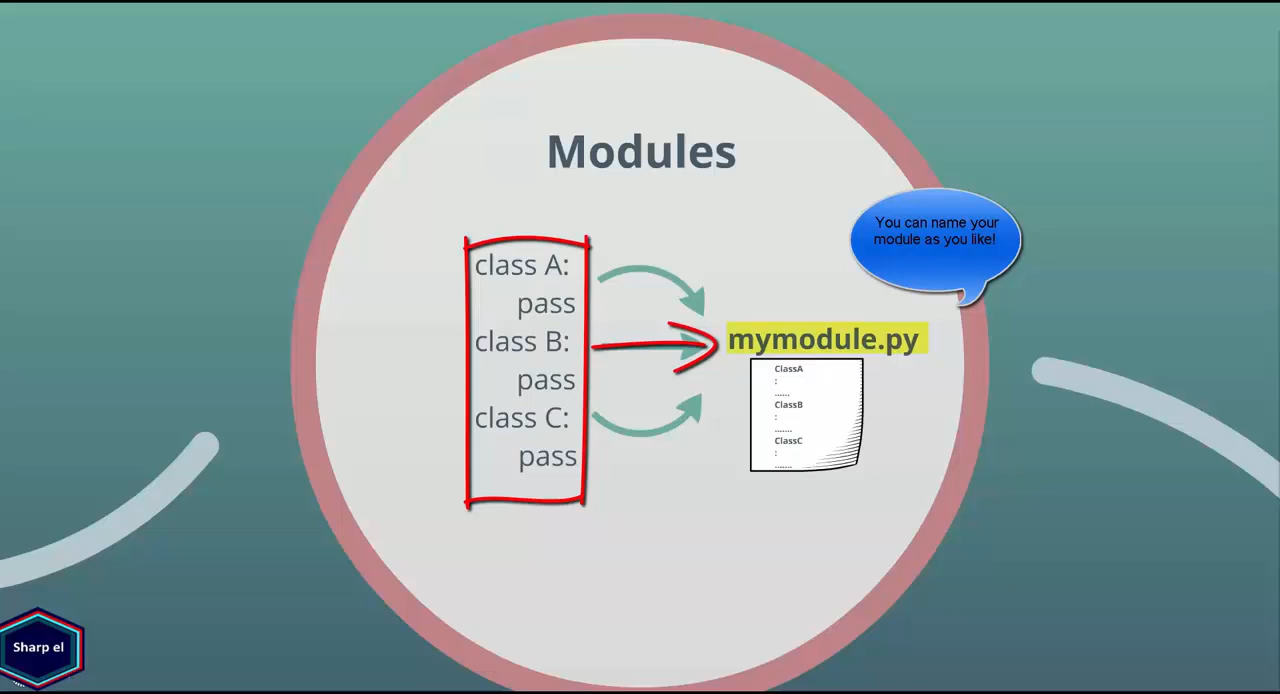 Modules
You can name your
module as you like!
class A:
pass
class B:
pass
class C:
pass
mymodule.py
ClassA
:
......
ClassB
:
.......
ClassC
:
.......
Sharp el